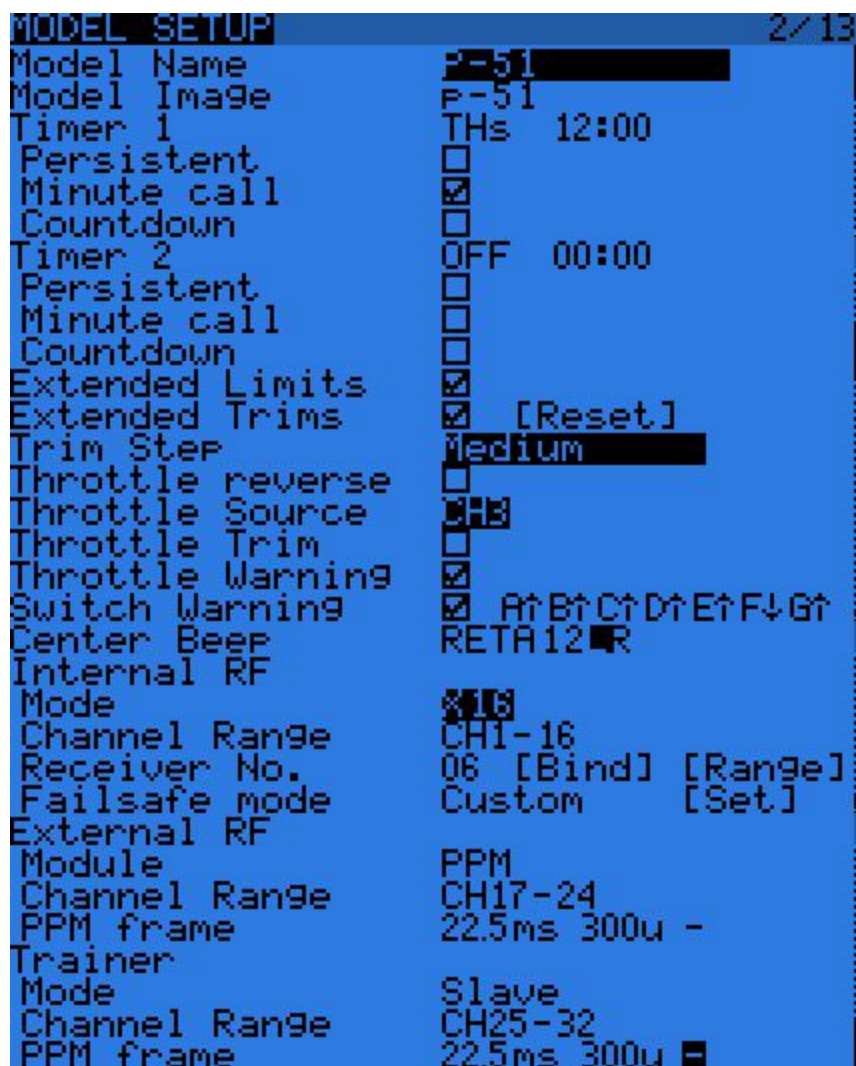 MODEL SETUP 2/13
Model Name P-51
Model Image p-51
Timer 1 THs 12:00
Persistent
Minute call
Countdown
Timer 2 OFF 00:00
Persistent
Minute call
Countdown
Extended Limits
Extended Trims [Reset]
Trim Step Medium
Throttle reverse
Throttle Source CH3
Throttle Trim
Throttle Warning
Switch Warning A↑B↑C↑D↑E↑F↓G↑
Center Beep RETA12 R
Internal RF
Mode
Channel Range CH1-16
Receiver No. 06 [Bind] [Range]
Failsafe mode Custom [Set]
External RF
Module PPM
Channel Range CH17-24
PPM frame 22.5ms 300u -
Trainer
Mode Slave
Channel Range CH25-32
PPM frame 22.5ms 300u -